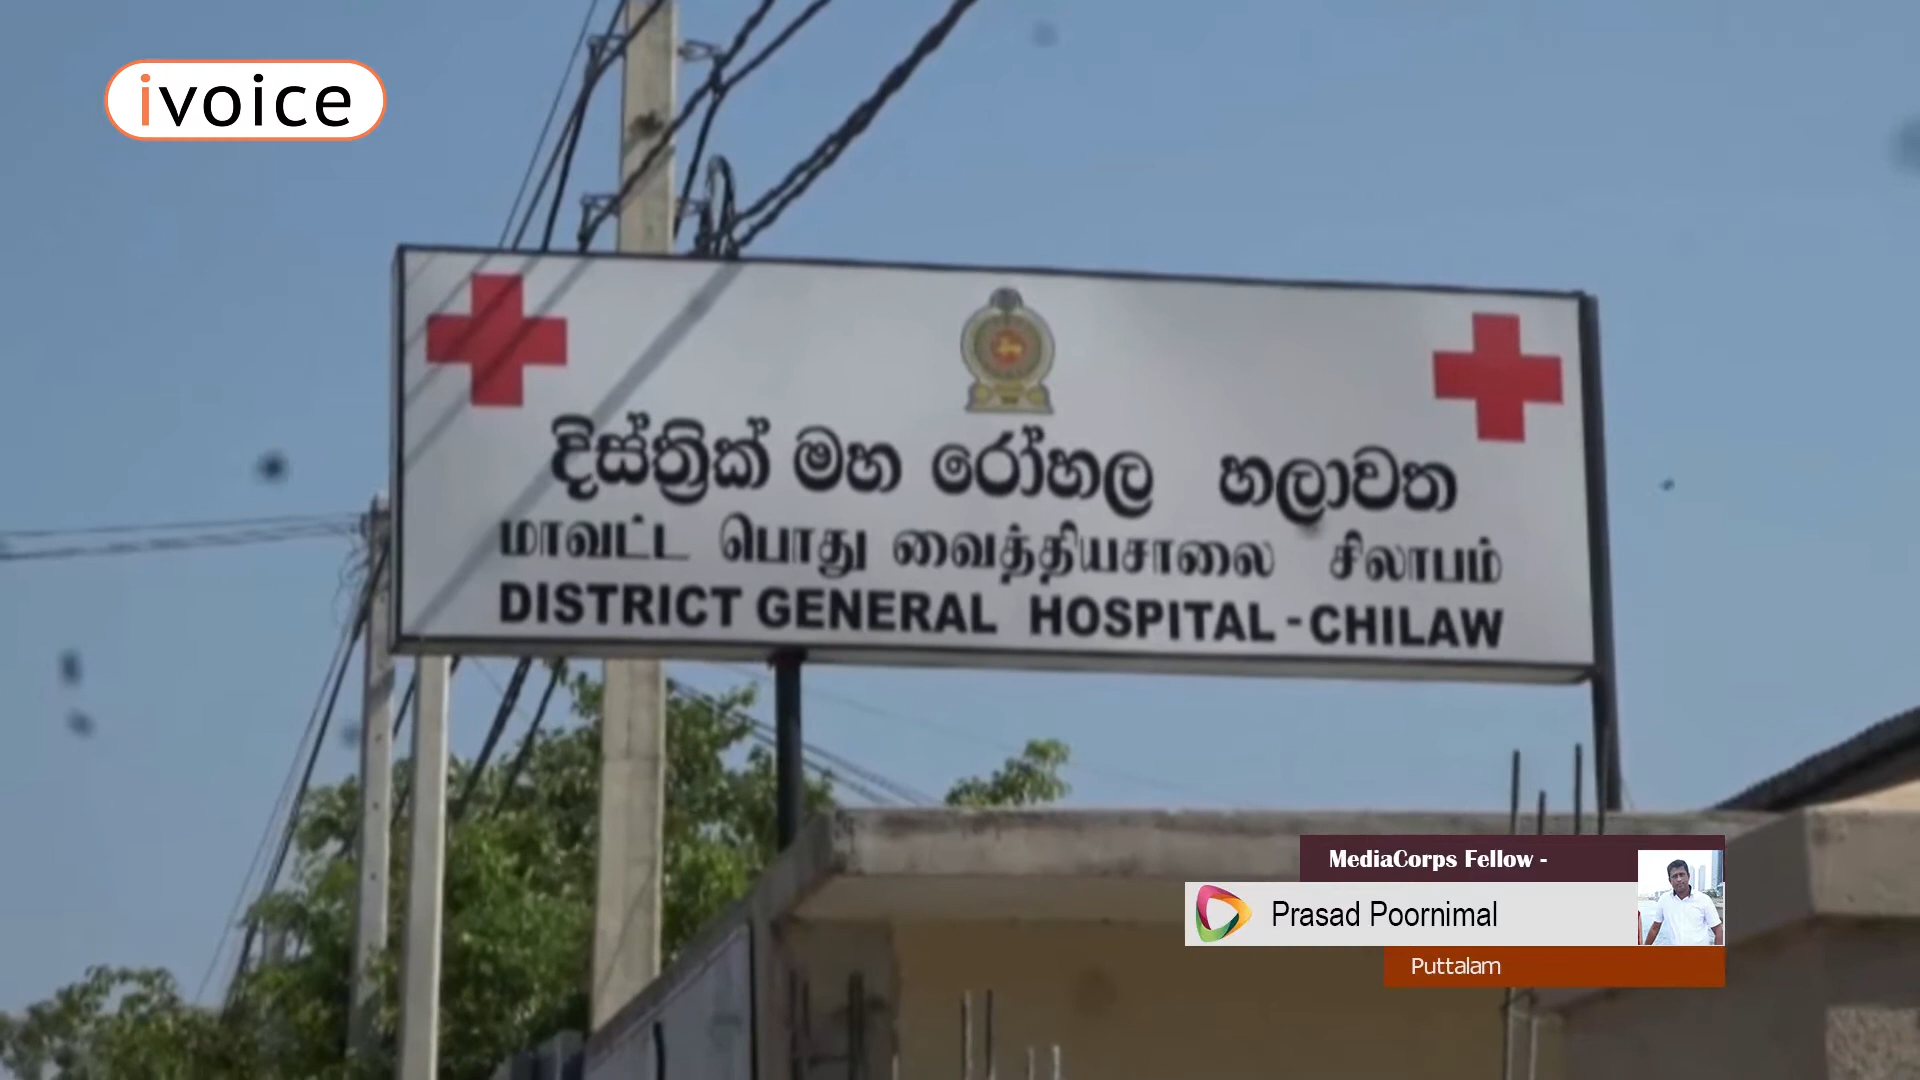 ivoice
දිස්ත්‍රික් මහ රෝහල හලාවත
மாவட்ட பொது வைத்தியசாலை சிலாபம்
DISTRICT GENERAL HOSPITAL - CHILAW
MediaCorps Fellow -
Prasad Poornimal
Puttalam